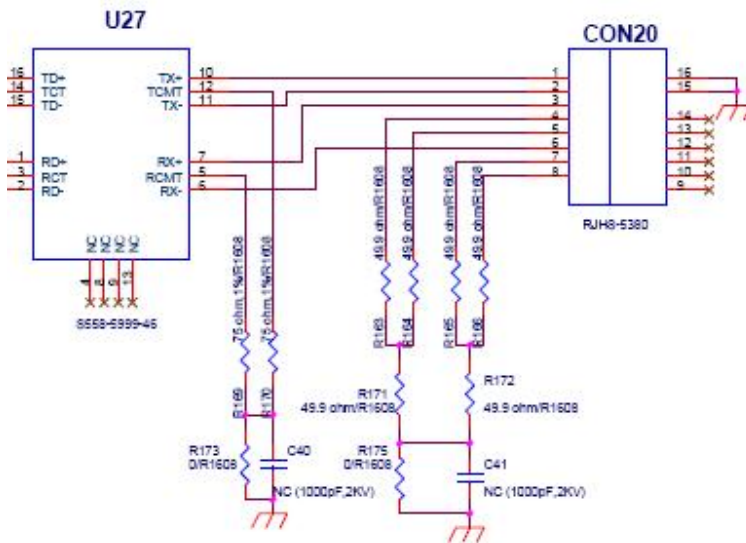 U27
CON20
16 TD+ TX+ 10
14 TCT TCMT 12
15 TD- TX- 11
1 RD+ RX+ 7
3 RCT RCMT 5
2 RD- RX- 6
NC NC NC NC
4 8 9 13
S558-5999-46
1 16
2 15
3
4 14
5 13
6 12
7 11
8 10
9
RJH8-5380
75 ohm,1%/R1608
75 ohm,1%/R1608
49.9 ohm/R1608
49.9 ohm/R1608
49.9 ohm/R1608
49.9 ohm/R1608
R163
R164
R165
R166
R169
R170
R171
49.9 ohm/R1608
R172
49.9 ohm/R1608
R173
0/R1608
C40
NC (1000pF,2KV)
R175
0/R1608
C41
NC (1000pF,2KV)